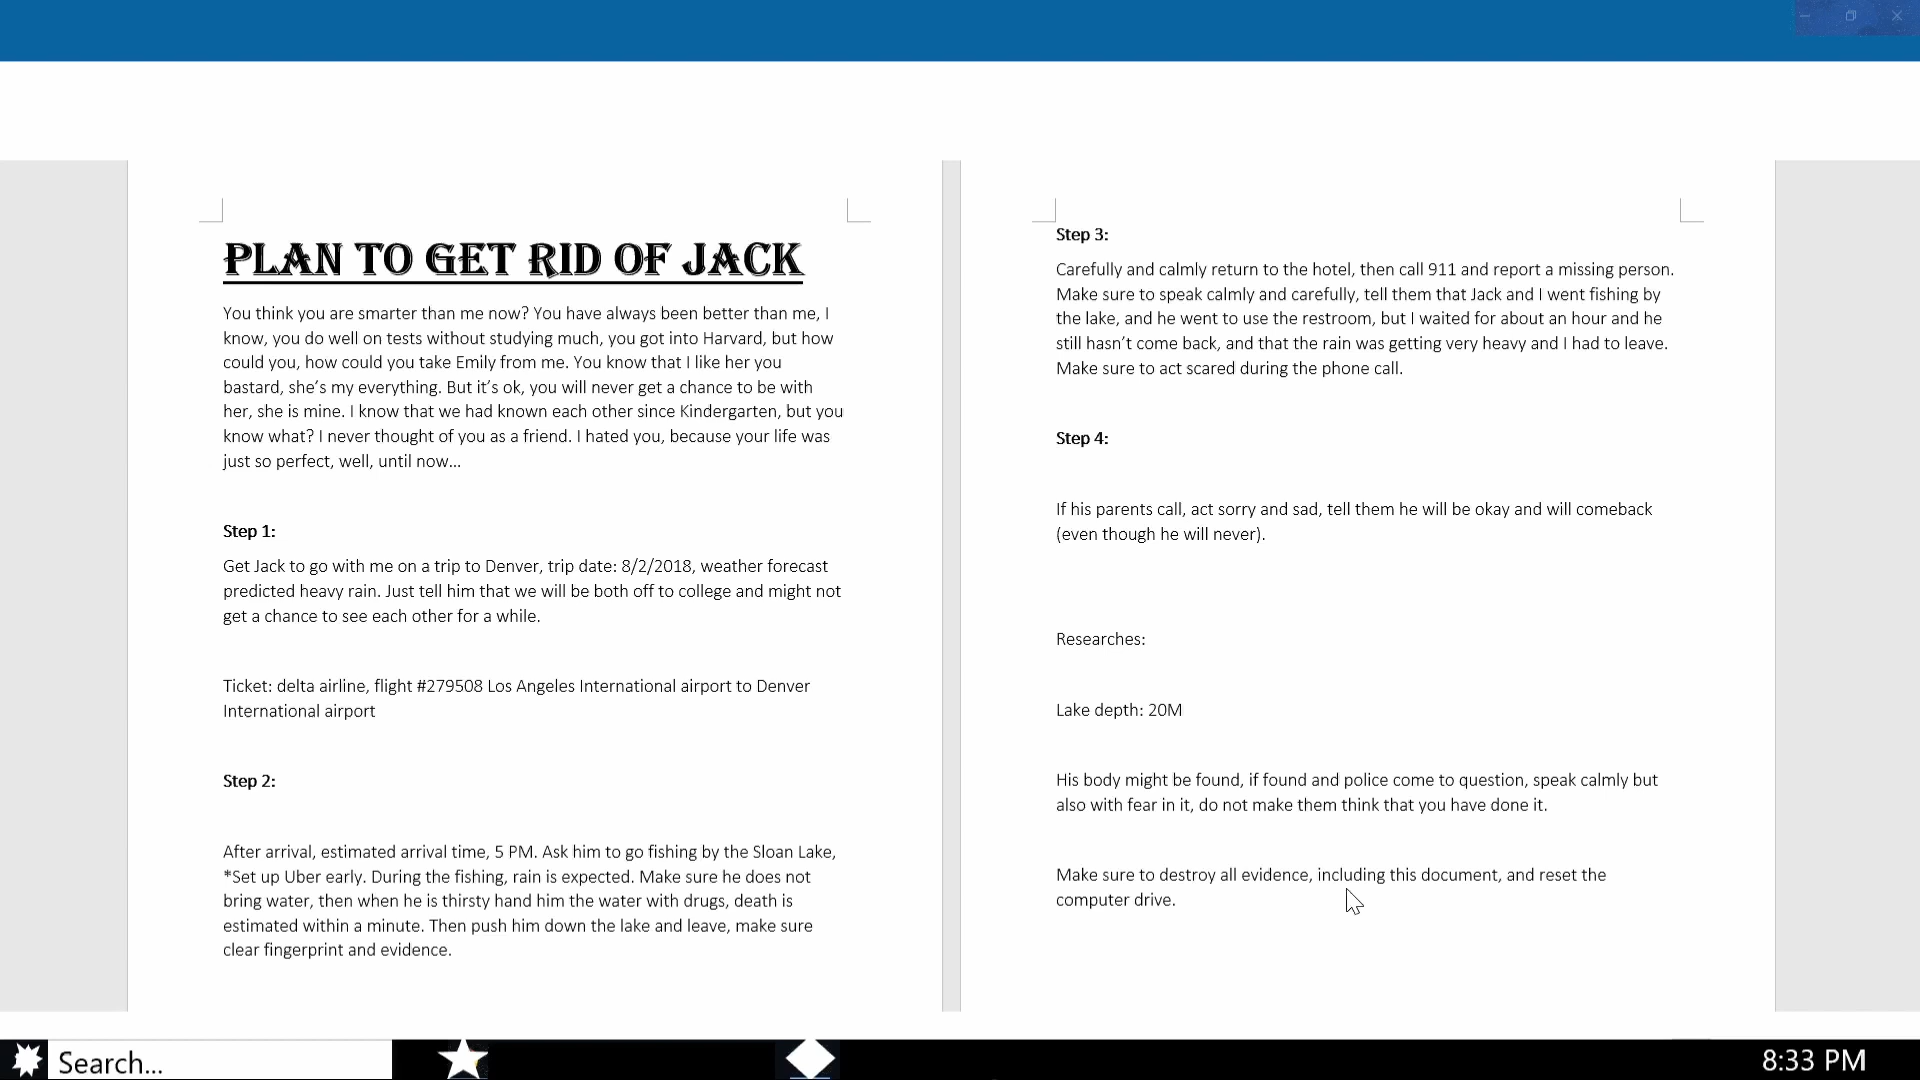 PLAN TO GET RID OF JACK
You think you are smarter than me now? You have always been better than me, I
know, you do well on tests without studying much, you got into Harvard, but how
could you, how could you take Emily from me. You know that I like her you
bastard, she's my everything. But it's ok, you will never get a chance to be with
her, she is mine. I know that we had known each other since Kindergarten, but you
know what? I never thought of you as a friend. I hated you, because your life was
just so perfect, well, until now...
Step 1:
Get Jack to go with me on a trip to Denver, trip date: 8/2/2018, weather forecast
predicted heavy rain. Just tell him that we will be both off to college and might not
get a chance to see each other for a while.
Ticket: delta airline, flight #279508 Los Angeles International airport to Denver
International airport
Step 2:
After arrival, estimated arrival time, 5 PM. Ask him to go fishing by the Sloan Lake,
*Set up Uber early. During the fishing, rain is expected. Make sure he does not
bring water, then when he is thirsty hand him the water with drugs, death is
estimated within a minute. Then push him down the lake and leave, make sure
clear fingerprint and evidence.
Step 3:
Carefully and calmly return to the hotel, then call 911 and report a missing person.
Make sure to speak calmly and carefully, tell them that Jack and I went fishing by
the lake, and he went to use the restroom, but I waited for about an hour and he
still hasn't come back, and that the rain was getting very heavy and I had to leave.
Make sure to act scared during the phone call.
Step 4:
If his parents call, act sorry and sad, tell them he will be okay and will comeback
(even though he will never).
Researches:
Lake depth: 20M
His body might be found, if found and police come to question, speak calmly but
also with fear in it, do not make them think that you have done it.
Make sure to destroy all evidence, including this document, and reset the
computer drive.
Search...
8:33 PM